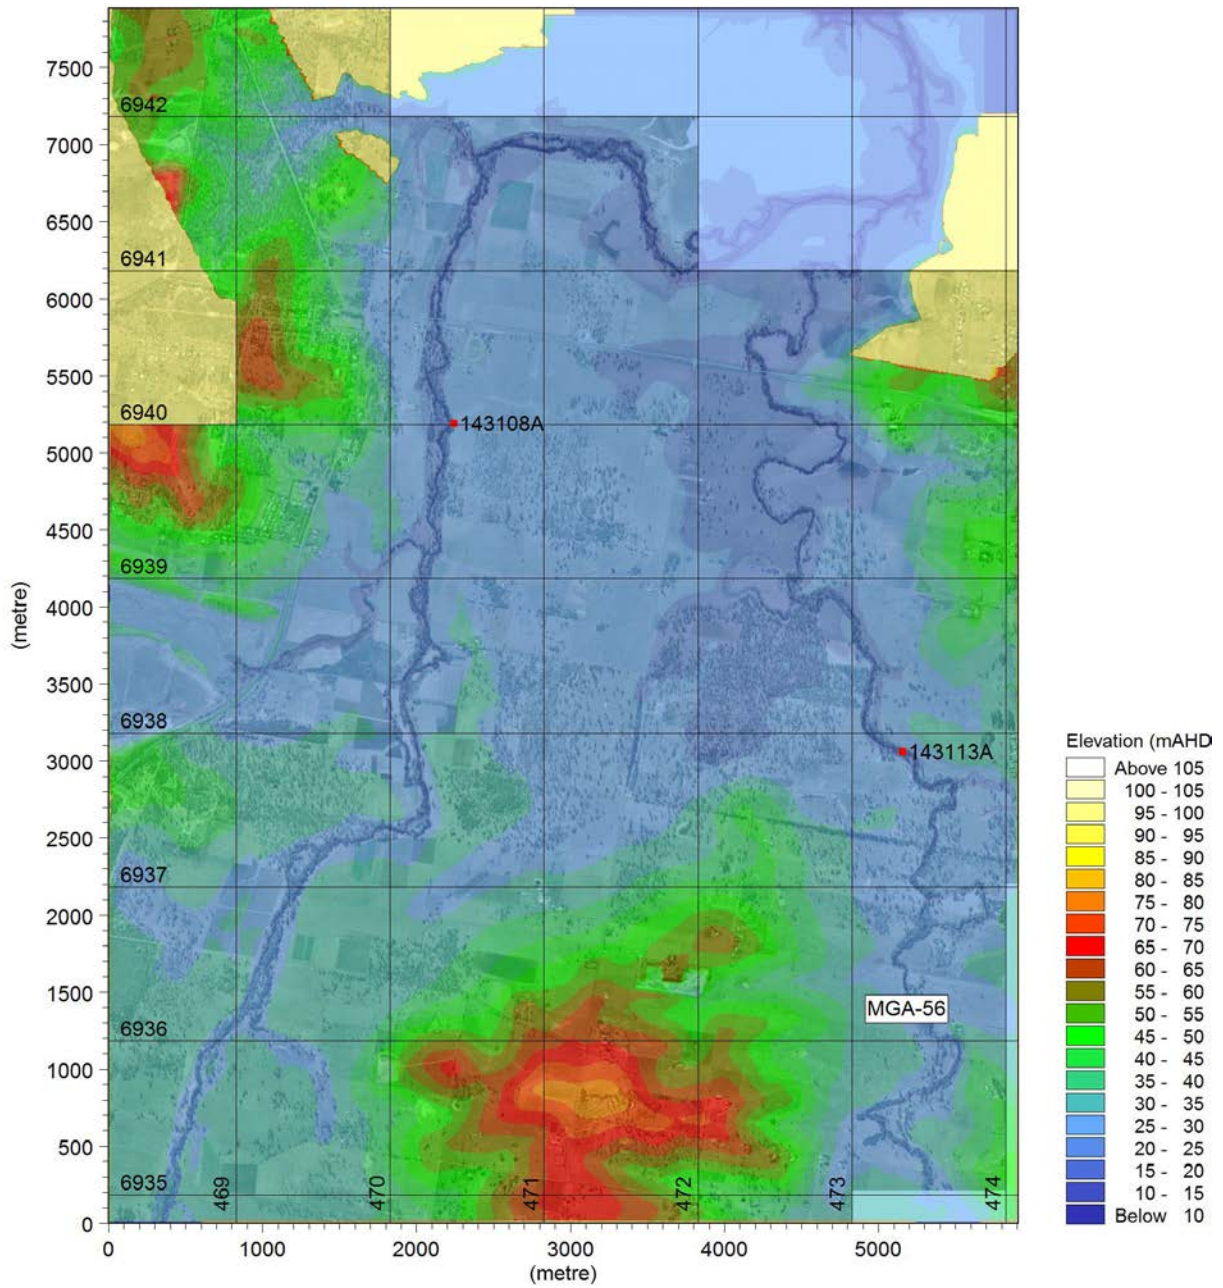 7500
7000
6500
6000
5500
5000
4500
4000
3500
3000
2500
2000
1500
1000
500
0
(metre)
6942
6941
6940
6939
6938
6937
6936
6935
143108A
143113A
MGA-56
469
470
471
472
473
474
0 1000 2000 3000 4000 5000
(metre)
Elevation (mAHD
Above 105
100 - 105
95 - 100
90 - 95
85 - 90
80 - 85
75 - 80
70 - 75
65 - 70
60 - 65
55 - 60
50 - 55
45 - 50
40 - 45
35 - 40
30 - 35
25 - 30
20 - 25
15 - 20
10 - 15
Below 10